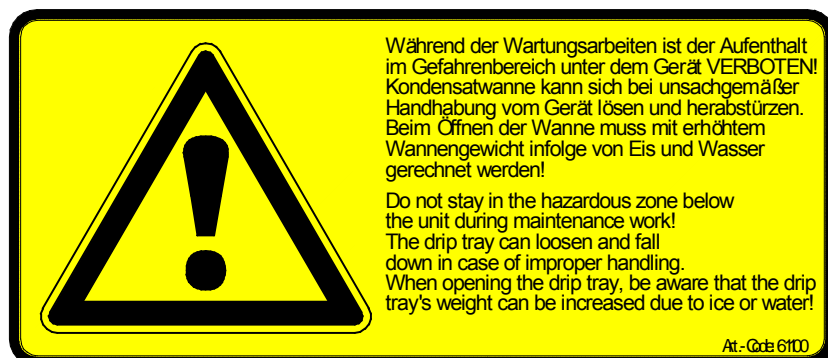 Während der Wartungsarbeiten ist der Aufenthalt
im Gefahrenbereich unter dem Gerät VERBOTEN!
Kondensatwanne kann sich bei unsachgemäßer
Handhabung vom Gerät lösen und herabstürzen.
Beim Öffnen der Wanne muss mit erhöhtem
Wannengewicht infolge von Eis und Wasser
gerechnet werden!
Do not stay in the hazardous zone below
the unit during maintenance work!
The drip tray can loosen and fall
down in case of improper handling.
When opening the drip tray, be aware that the drip
tray's weight can be increased due to ice or water!
Art.-Code: 61100